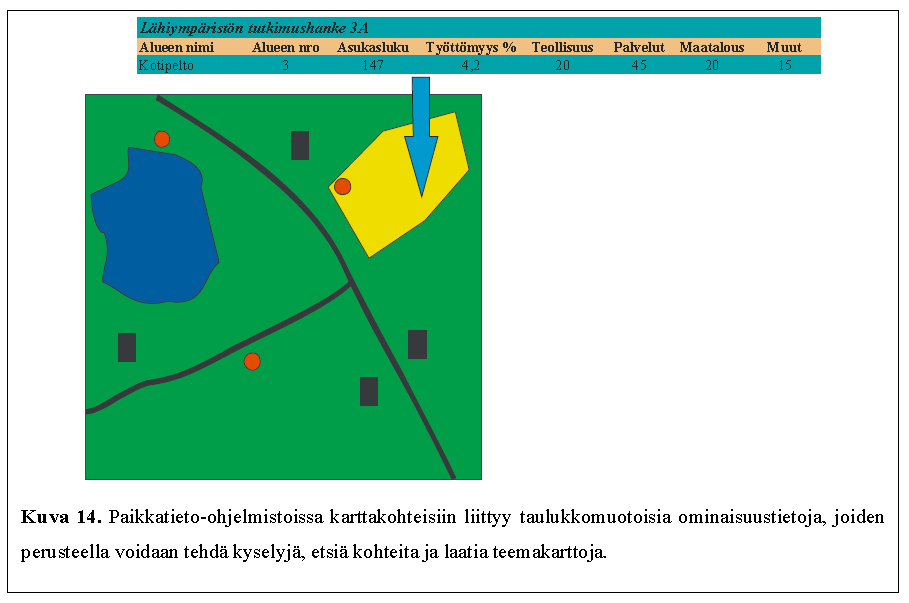 Lähiympäristön tutkimushanke 3A
Alueen nimi Alueen nro Asukasluku Työttömyys % Teollisuus Palvelut Maatalous Muut
Kotipelto 3 147 4,2 20 45 20 15
Kuva 14. Paikkatieto-ohjelmistoissa karttakohteisiin liittyy taulukkomuotoisia ominaisuustietoja, joiden
perusteella voidaan tehdä kyselyjä, etsiä kohteita ja laatia teemakarttoja.